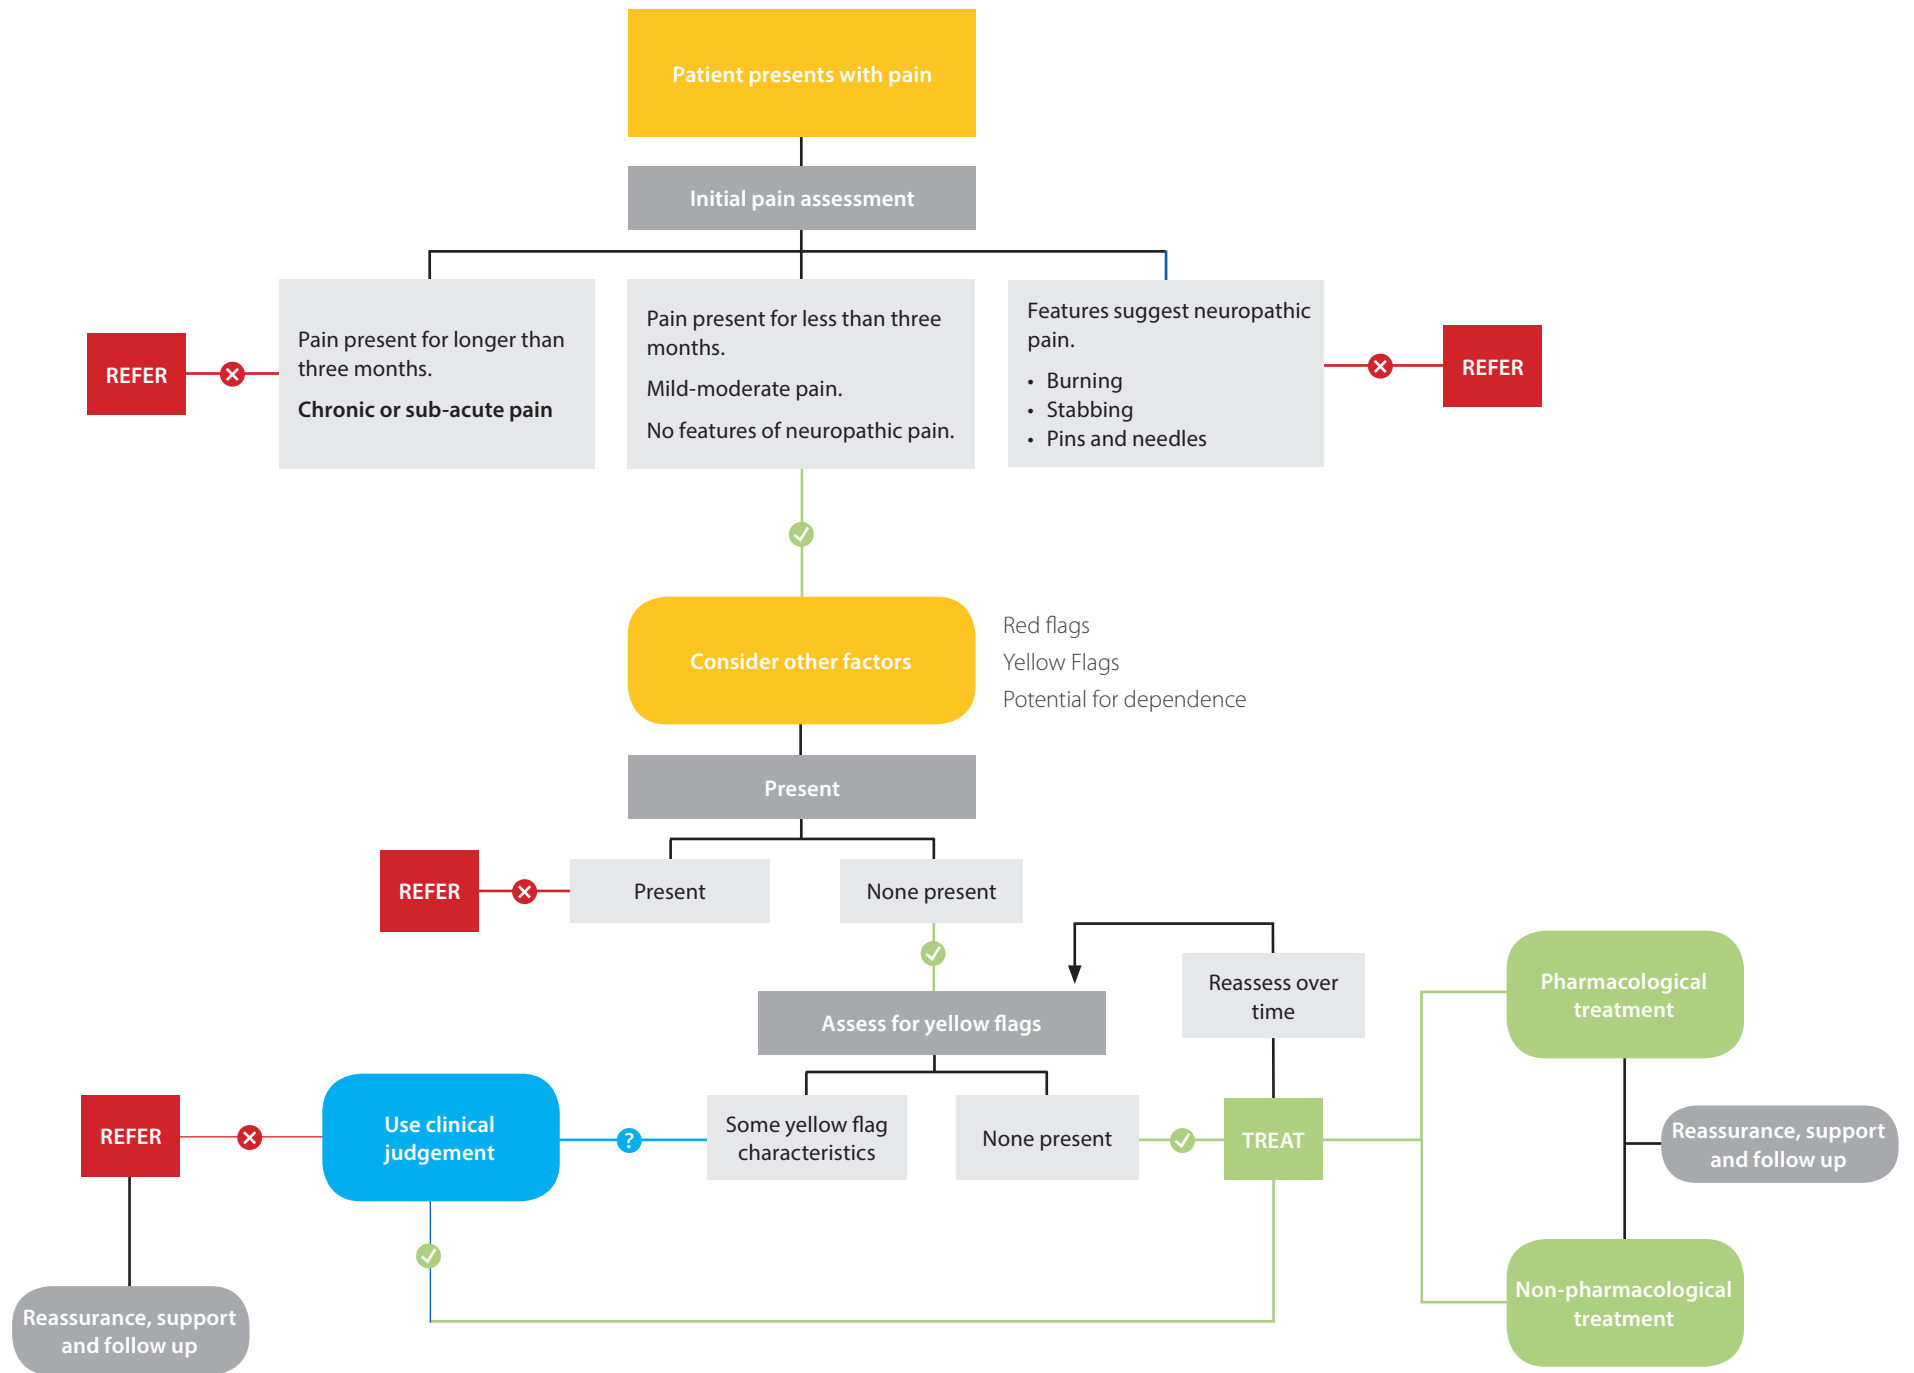 Patient presents with pain
Initial pain assessment
REFER
Pain present for longer than
three months.
Chronic or sub-acute pain
Pain present for less than three
months.
Mild-moderate pain.
No features of neuropathic pain.
Features suggest neuropathic
pain.
• Burning
• Stabbing
• Pins and needles
REFER
Consider other factors
Red flags
Yellow Flags
Potential for dependence
Present
REFER
Present
None present
Assess for yellow flags
Reassess over
time
Pharmacological
treatment
REFER
Use clinical
judgement
?
Some yellow flag
characteristics
None present
TREAT
Reassurance, support
and follow up
Non-pharmacological
treatment
Reassurance, support
and follow up